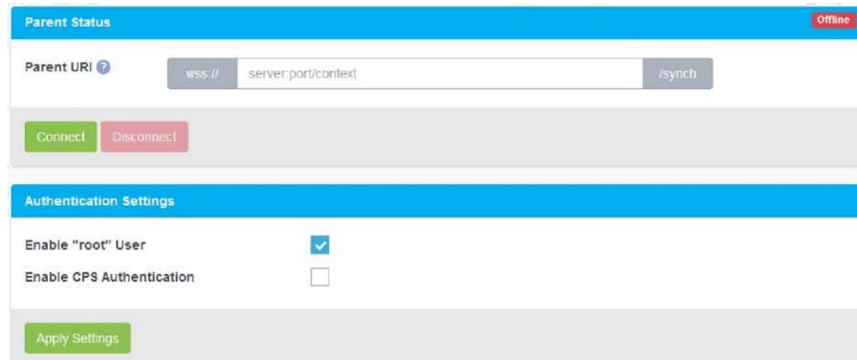 Parent Status Offline
Parent URI ? wss:// server:port/context /synch
Connect Disconnect
Authentication Settings
Enable "root" User
Enable CPS Authentication
Apply Settings